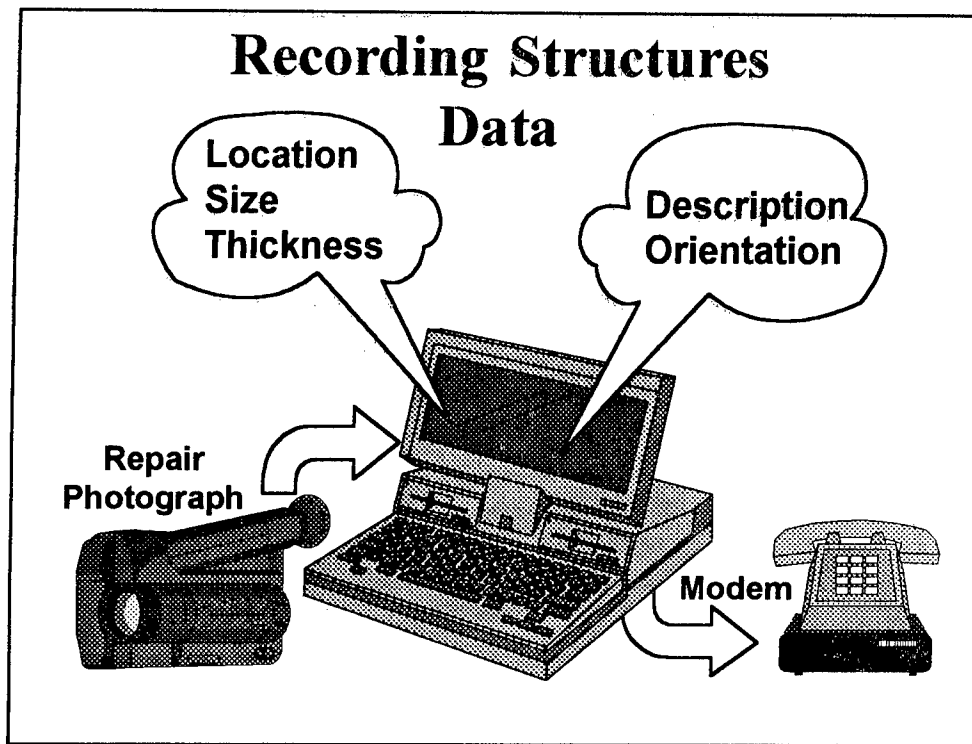 Recording Structures
Data
Location
Size
Thickness
Description
Orientation
Repair
Photograph
Modem